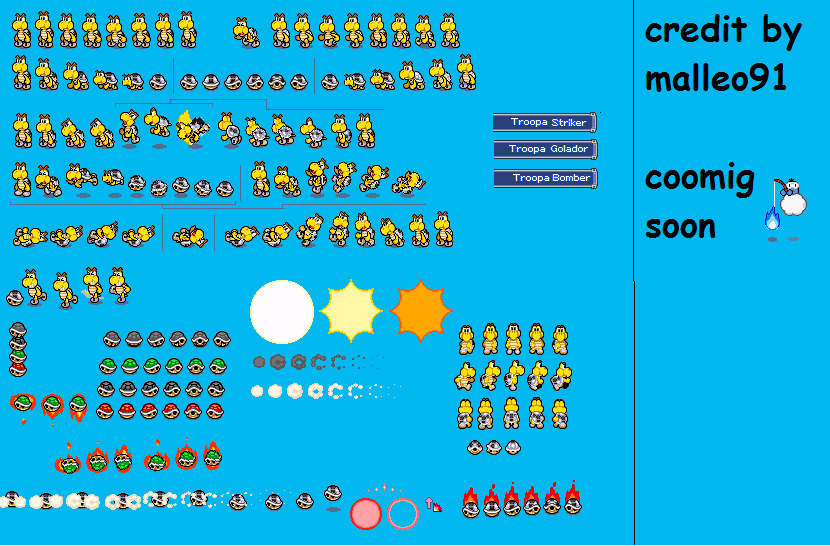 credit by
malleo91
Troopa Striker
Troopa Golador
Troopa Bomber
coomig
soon